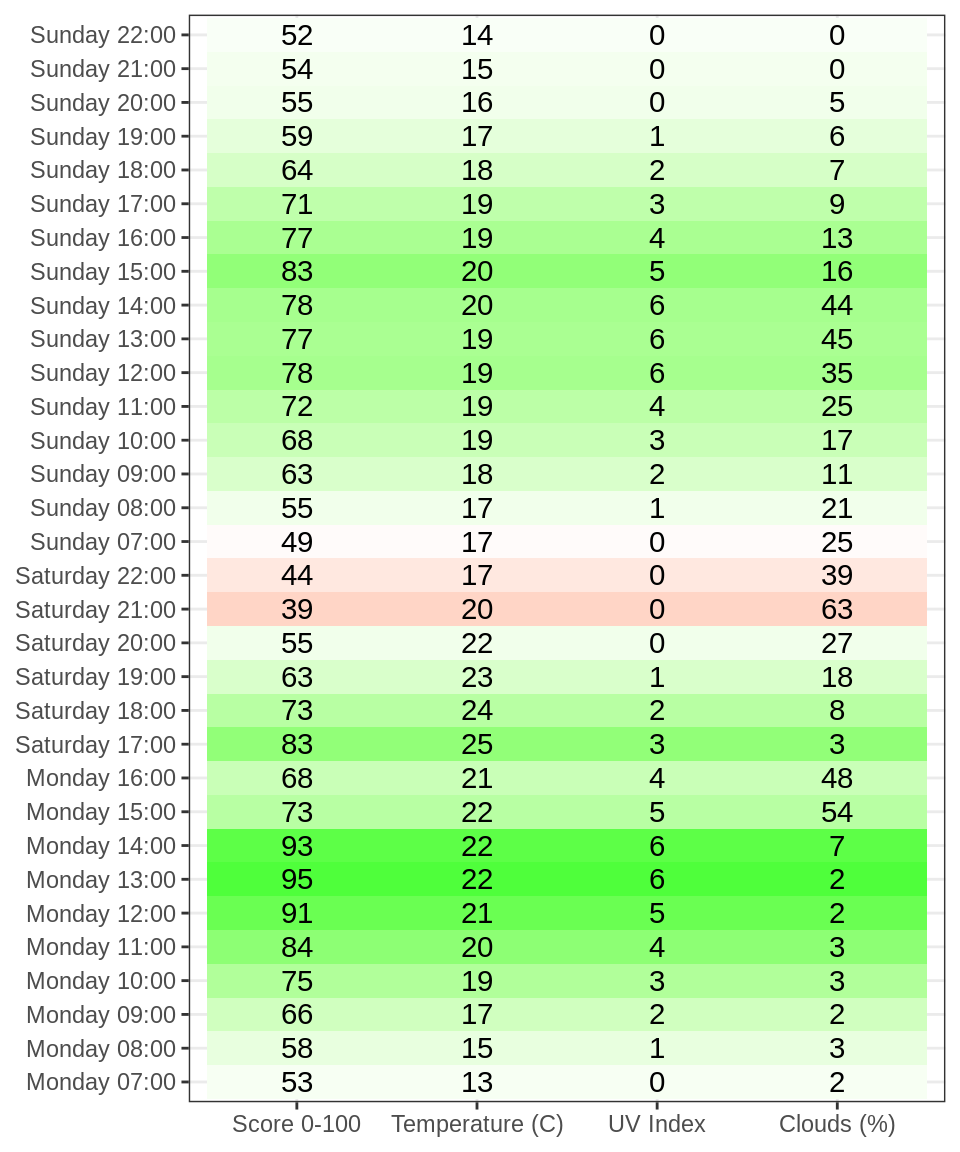 Sunday 22:00 52 14 0 0
Sunday 21:00 54 15 0 0
Sunday 20:00 55 16 0 5
Sunday 19:00 59 17 1 6
Sunday 18:00 64 18 2 7
Sunday 17:00 71 19 3 9
Sunday 16:00 77 19 4 13
Sunday 15:00 83 20 5 16
Sunday 14:00 78 20 6 44
Sunday 13:00 77 19 6 45
Sunday 12:00 78 19 6 35
Sunday 11:00 72 19 4 25
Sunday 10:00 68 19 3 17
Sunday 09:00 63 18 2 11
Sunday 08:00 55 17 1 21
Sunday 07:00 49 17 0 25
Saturday 22:00 44 17 0 39
Saturday 21:00 39 20 0 63
Saturday 20:00 55 22 0 27
Saturday 19:00 63 23 1 18
Saturday 18:00 73 24 2 8
Saturday 17:00 83 25 3 3
Monday 16:00 68 21 4 48
Monday 15:00 73 22 5 54
Monday 14:00 93 22 6 7
Monday 13:00 95 22 6 2
Monday 12:00 91 21 5 2
Monday 11:00 84 20 4 3
Monday 10:00 75 19 3 3
Monday 09:00 66 17 2 2
Monday 08:00 58 15 1 3
Monday 07:00 53 13 0 2
Score 0-100 Temperature (C) UV Index Clouds (%)